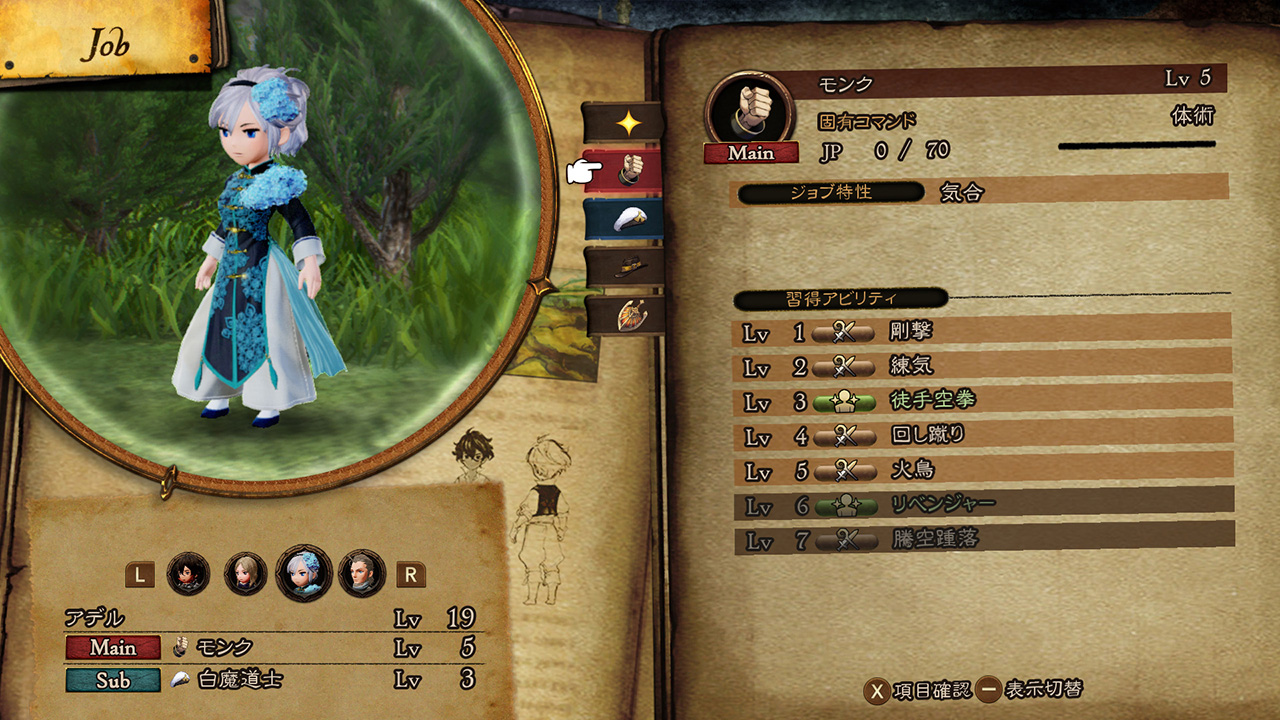 Job
モンク Lv 5
固有コマンド 体術
Main JP 0 / 70
ジョブ特性 気合
習得アビリティ
Lv 1 剛撃
Lv 2 練気
Lv 3 徒手空拳
Lv 4 回し蹴り
Lv 5 火鳥
Lv 6 リベンジャー
Lv 7 騰空踵落
L R
アデル Lv 19
Main モンク Lv 5
Sub 白魔道士 Lv 3
X 項目確認 − 表示切替